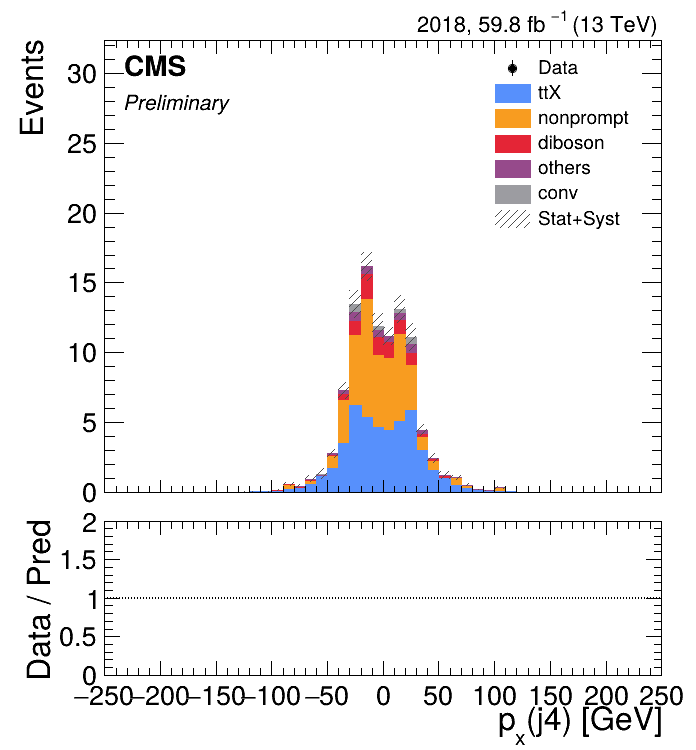 2018, 59.8 fb⁻¹ (13 TeV)
CMS
Preliminary
Data
ttX
nonprompt
diboson
others
conv
Stat+Syst
Events
30
25
20
15
10
5
0
Data / Pred
2
1.5
1
0.5
0
−250 −200 −150 −100 −50 0 50 100 150 200 250
pₓ(j4) [GeV]